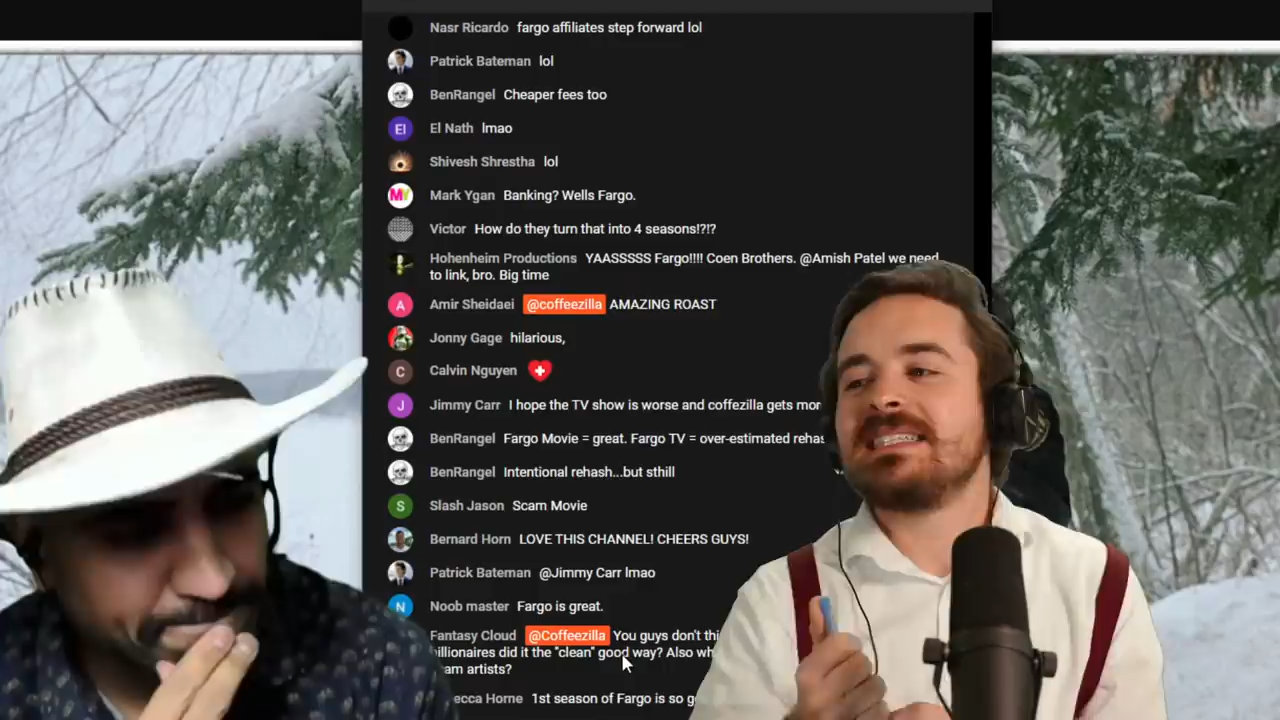 Nasr Ricardo fargo affiliates step forward lol
Patrick Bateman lol
BenRangel Cheaper fees too
El El Nath lmao
Shivesh Shrestha lol
MY Mark Ygan Banking? Wells Fargo.
Victor How do they turn that into 4 seasons!?!?
Hohenheim Productions YAASSSSS Fargo!!!! Coen Brothers. @Amish Patel we need
to link, bro. Big time
A Amir Sheidaei @coffeezilla AMAZING ROAST
Jonny Gage hilarious,
C Calvin Nguyen
J Jimmy Carr I hope the TV show is worse and coffezilla gets mor
BenRangel Fargo Movie = great. Fargo TV = over-estimated rehas
BenRangel Intentional rehash...but sthill
S Slash Jason Scam Movie
Bernard Horn LOVE THIS CHANNEL! CHEERS GUYS!
Patrick Bateman @Jimmy Carr lmao
N Noob master Fargo is great.
Fantasy Cloud @Coffeezilla You guys don't thi
illionaires did it the "clean" good way? Also wh
am artists?
ecca Horne 1st season of Fargo is so g